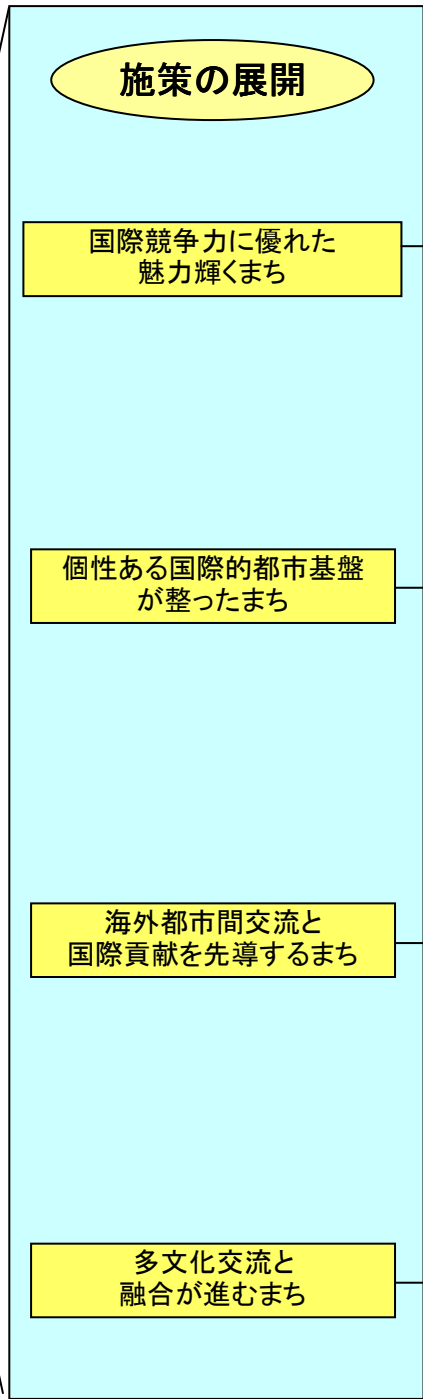 施策の展開
国際競争力に優れた
魅力輝くまち
個性ある国際的都市基盤
が整ったまち
海外都市間交流と
国際貢献を先導するまち
多文化交流と
融合が進むまち